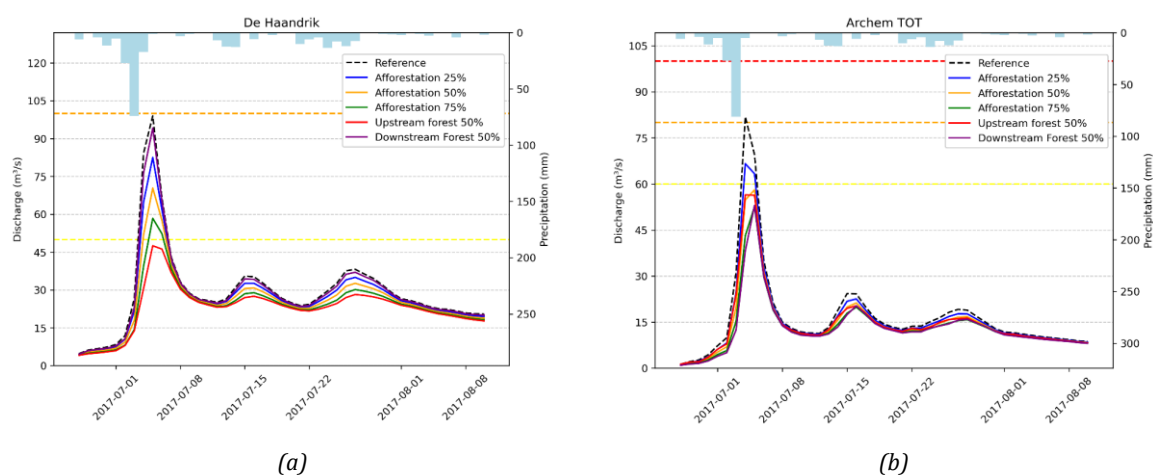 De Haandrik
Discharge (m³/s)
120
105
90
75
60
45
30
15
0
0
50
100
150
200
250
Precipitation (mm)
Reference
Afforestation 25%
Afforestation 50%
Afforestation 75%
Upstream forest 50%
Downstream Forest 50%
2017-07-01
2017-07-08
2017-07-15
2017-07-22
2017-08-01
2017-08-08
(a)
Archem TOT
Discharge (m³/s)
105
90
75
60
45
30
15
0
0
50
100
150
200
250
300
Precipitation (mm)
Reference
Afforestation 25%
Afforestation 50%
Afforestation 75%
Upstream forest 50%
Downstream Forest 50%
2017-07-01
2017-07-08
2017-07-15
2017-07-22
2017-08-01
2017-08-08
(b)